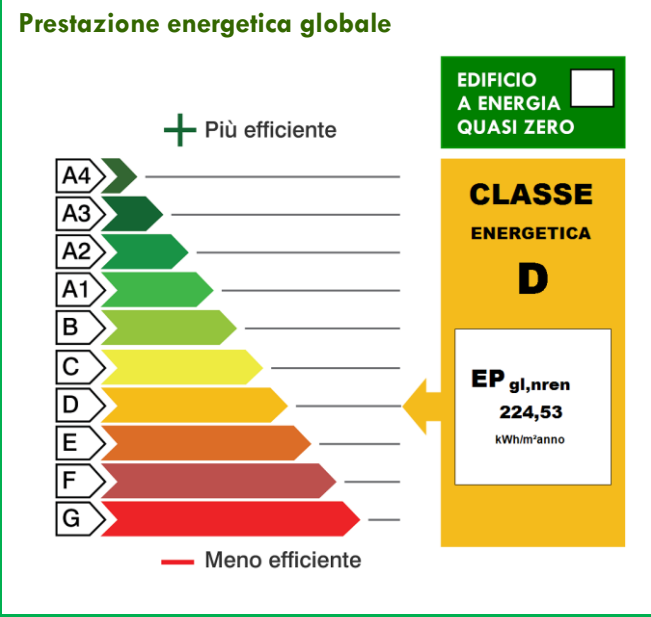 Prestazione energetica globale
EDIFICIO
A ENERGIA
QUASI ZERO
Più efficiente
A4
A3
A2
A1
B
C
D
E
F
G
Meno efficiente
CLASSE
ENERGETICA
D
EP gl,nren
224,53
kWh/m²anno